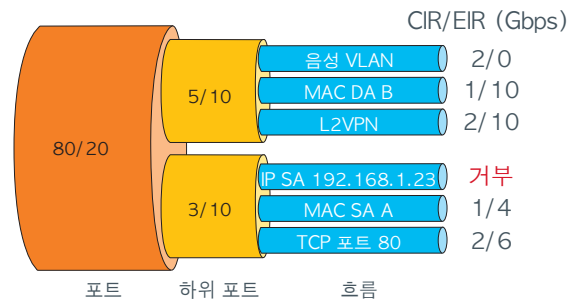 CIR/EIR (Gbps)
음성 VLAN 2/0
5/10 MAC DA B 1/10
L2VPN 2/10
80/20
IP SA 192.168.1.23 거부
3/10 MAC SA A 1/4
TCP 포트 80 2/6
포트 하위 포트 흐름